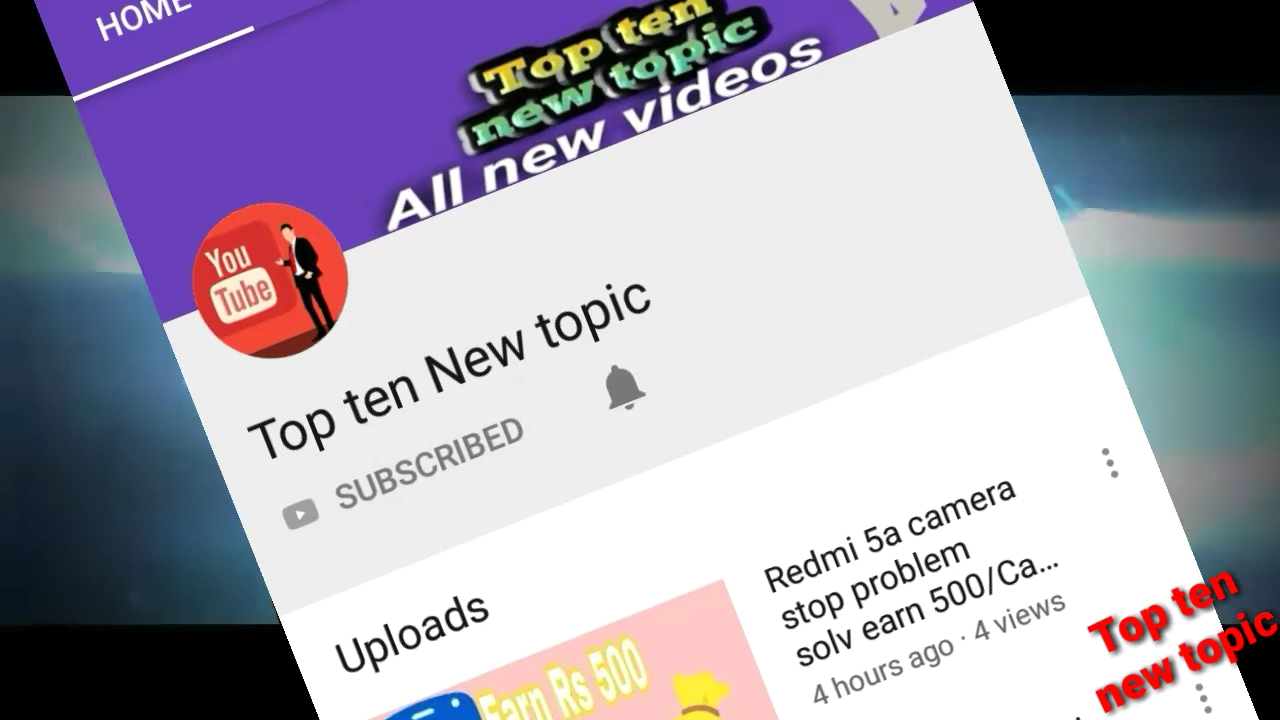 HOME
Top ten
new topic
All new videos
You
Tube
Top ten New topic
SUBSCRIBED
Uploads
Redmi 5a camera
stop problem
solv earn 500/Ca...
4 hours ago · 4 views
Earn Rs 500
Top ten
new topic